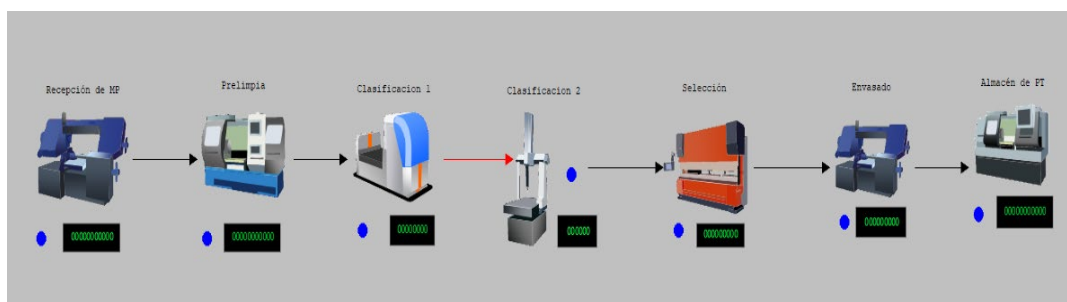 Recepción de MP
Prelimpia
Clasificacion 1
Clasificacion 2
Selección
Envasado
Almacén de PT
00000000000
00000000000
00000000
000000
000000000
000000000
00000000000